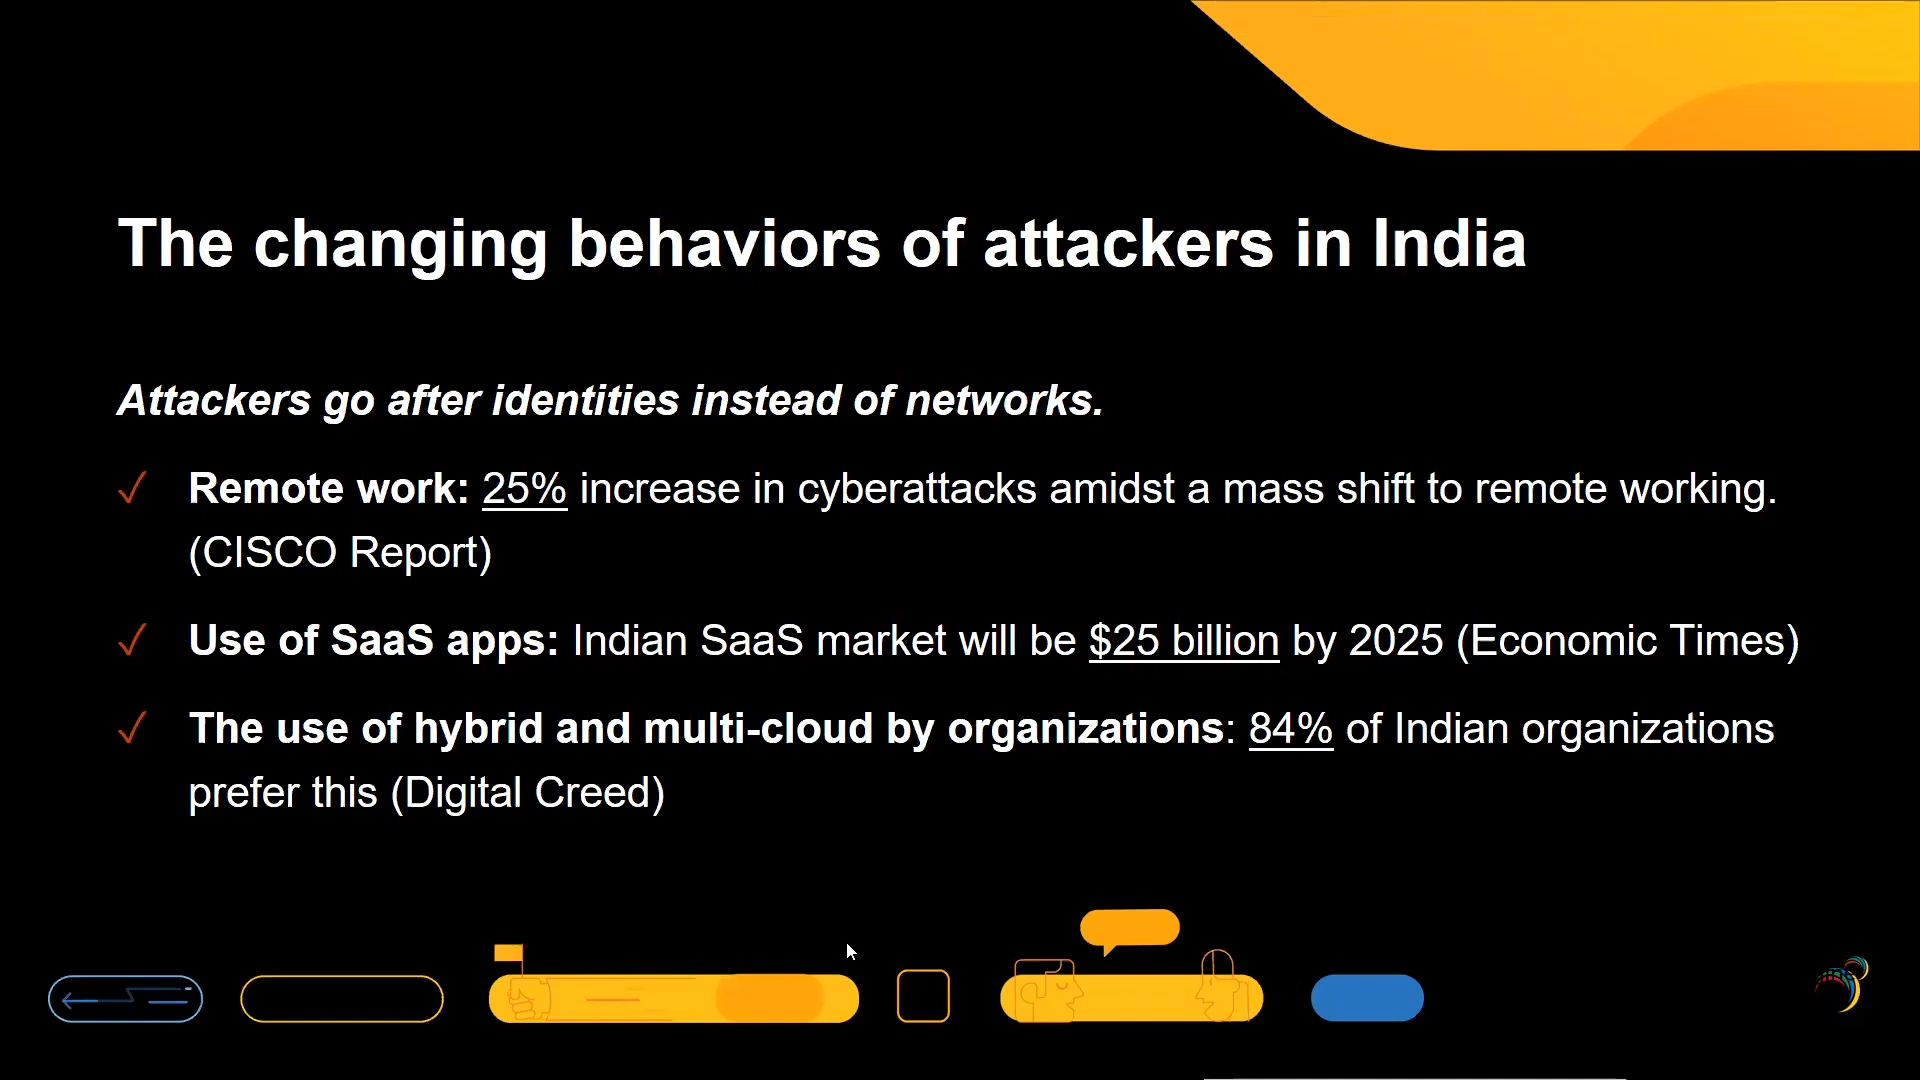 The changing behaviors of attackers in India
Attackers go after identities instead of networks.
✓ Remote work: 25% increase in cyberattacks amidst a mass shift to remote working.
(CISCO Report)
✓ Use of SaaS apps: Indian SaaS market will be $25 billion by 2025 (Economic Times)
✓ The use of hybrid and multi-cloud by organizations: 84% of Indian organizations
prefer this (Digital Creed)